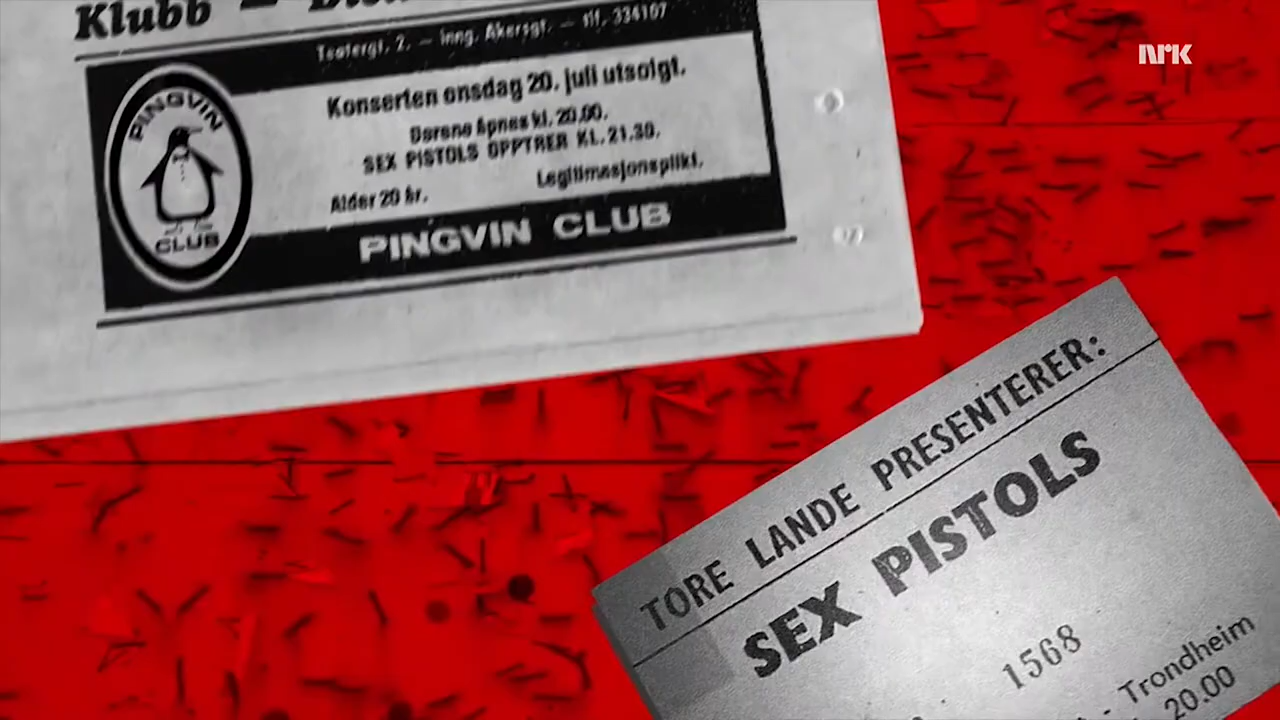 Klubb –
nrk
Teatergt. 2. — inng. Akersgt. — tlf. 334107
PINGVIN
CLUB
Konserten onsdag 20. juli utsolgt.
Dørene åpnes kl. 20.00.
SEX PISTOLS OPPTRER KL. 21.30.
Alder 20 år.
Legitimasjonsplikt.
PINGVIN CLUB
TORE LANDE PRESENTERER:
SEX PISTOLS
1568
- Trondheim
20.00